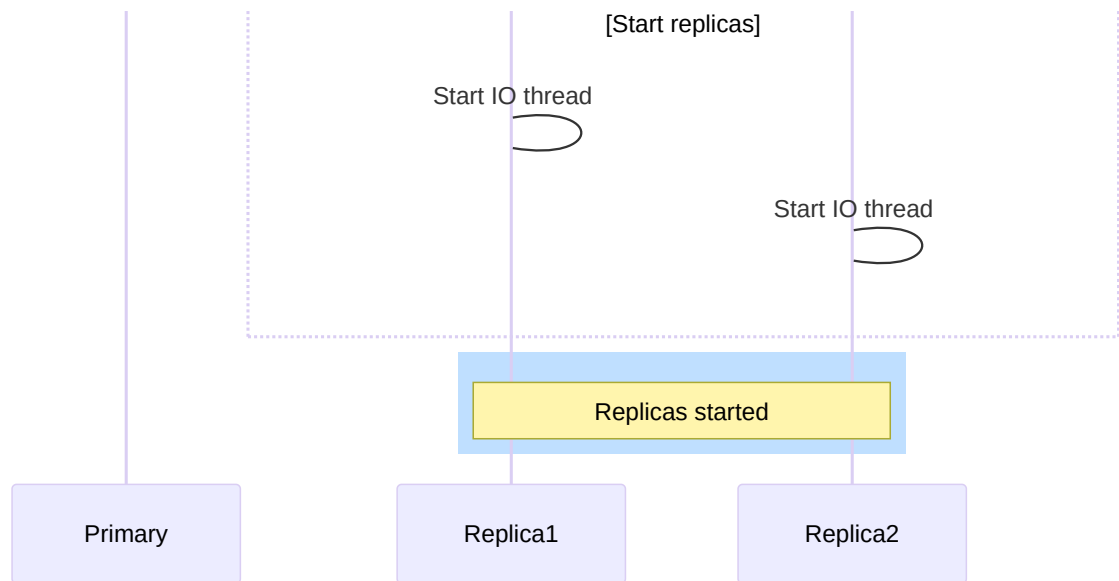 [Start replicas]
Start IO thread
Start IO thread
Replicas started
Primary
Replica1
Replica2